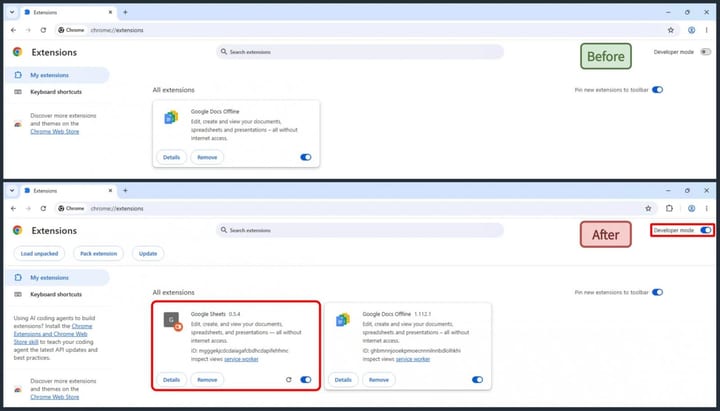 Extensions
Chrome
chrome://extensions
Extensions
Search extensions
Before
Developer mode
My extensions
Keyboard shortcuts
Discover more extensions
and themes on the
Chrome Web Store
All extensions
Pin new extensions to toolbar
Google Docs Offline
Edit, create and view your documents,
spreadsheets and presentations – all without
internet access.
Details
Remove
Extensions
Chrome
chrome://extensions
Extensions
Search extensions
After
Developer mode
Load unpacked
Pack extension
Update
My extensions
Keyboard shortcuts
Using AI coding agents to build
extensions? Install the Chrome
Extensions and Chrome Web
Store skill to teach your coding
agent the latest API updates and
best practices.
Discover more extensions
and themes on the
Chrome Web Store
All extensions
Pin new extensions to toolbar
G
Google Sheets 0.5.4
Edit, create, and view your documents,
spreadsheets, and presentations — all
without internet access.
Inspect views service worker
Details
Remove
Google Docs Offline 1.112.1
Edit, create and view your documents,
spreadsheets and presentations – all without
internet access.
ID: ghbmnnjooekpmoecnnnilnnbdlolhkhi
Inspect views service worker
Details
Remove